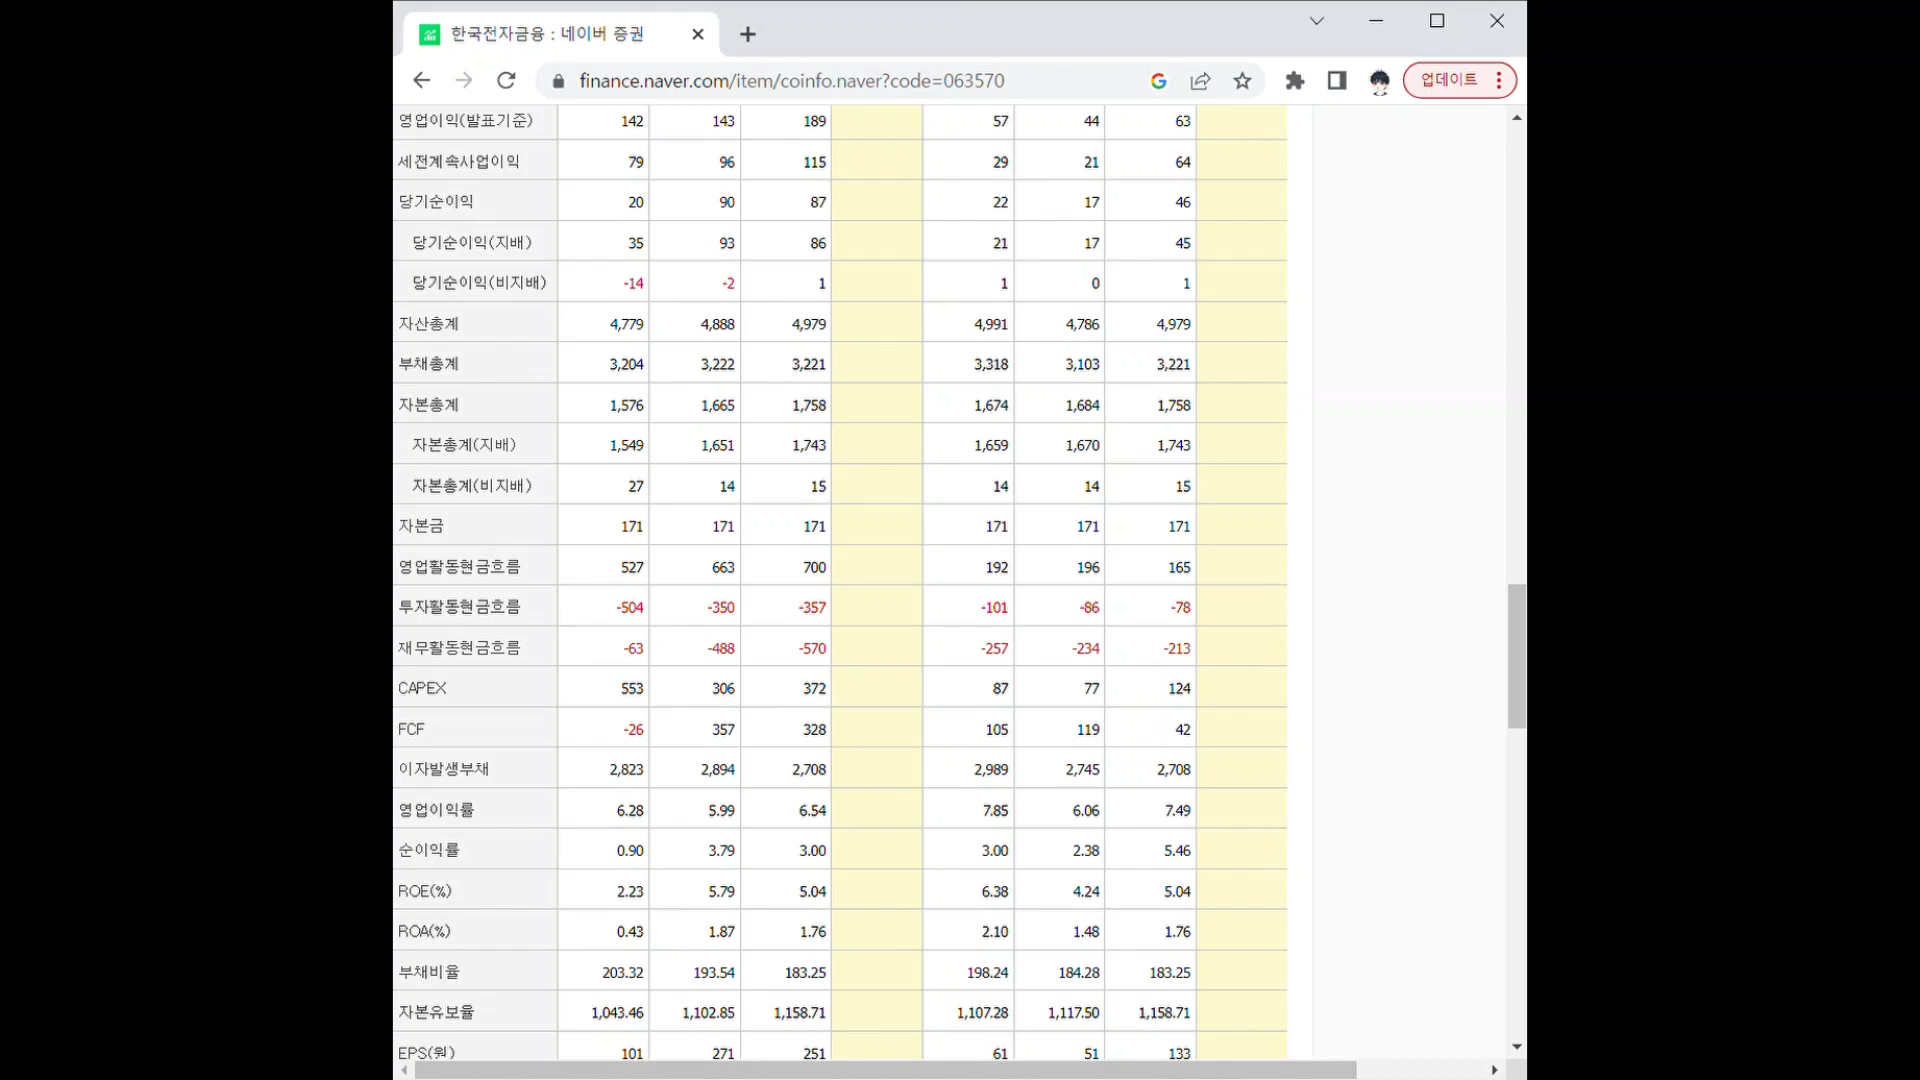 한국전자금융 : 네이버 증권
finance.naver.com/item/coinfo.naver?code=063570
업데이트
영업이익(발표기준) 142 143 189 57 44 63
세전계속사업이익 79 96 115 29 21 64
당기순이익 20 90 87 22 17 46
당기순이익(지배) 35 93 86 21 17 45
당기순이익(비지배) -14 -2 1 1 0 1
자산총계 4,779 4,888 4,979 4,991 4,786 4,979
부채총계 3,204 3,222 3,221 3,318 3,103 3,221
자본총계 1,576 1,665 1,758 1,674 1,684 1,758
자본총계(지배) 1,549 1,651 1,743 1,659 1,670 1,743
자본총계(비지배) 27 14 15 14 14 15
자본금 171 171 171 171 171 171
영업활동현금흐름 527 663 700 192 196 165
투자활동현금흐름 -504 -350 -357 -101 -86 -78
재무활동현금흐름 -63 -488 -570 -257 -234 -213
CAPEX 553 306 372 87 77 124
FCF -26 357 328 105 119 42
이자발생부채 2,823 2,894 2,708 2,989 2,745 2,708
영업이익률 6.28 5.99 6.54 7.85 6.06 7.49
순이익률 0.90 3.79 3.00 3.00 2.38 5.46
ROE(%) 2.23 5.79 5.04 6.38 4.24 5.04
ROA(%) 0.43 1.87 1.76 2.10 1.48 1.76
부채비율 203.32 193.54 183.25 198.24 184.28 183.25
자본유보율 1,043.46 1,102.85 1,158.71 1,107.28 1,117.50 1,158.71
EPS(원) 101 271 251 61 51 133